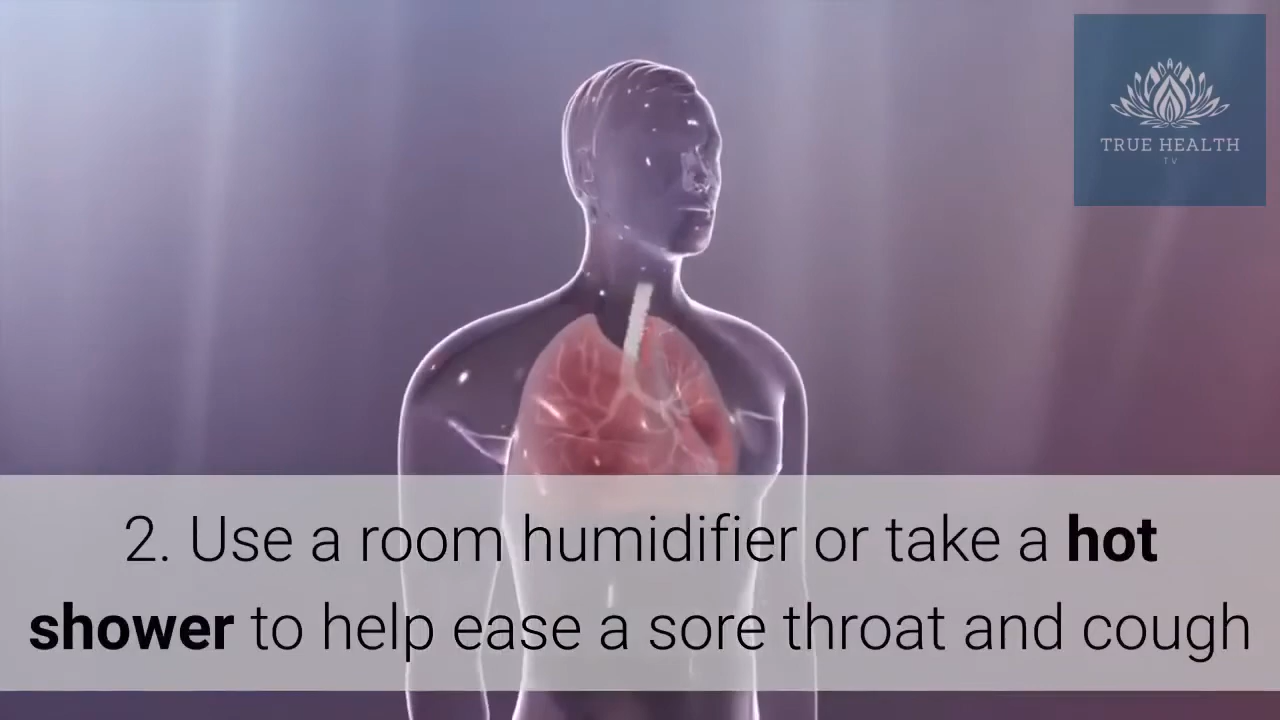 TRUE HEALTH
TV
2. Use a room humidifier or take a hot
shower to help ease a sore throat and cough